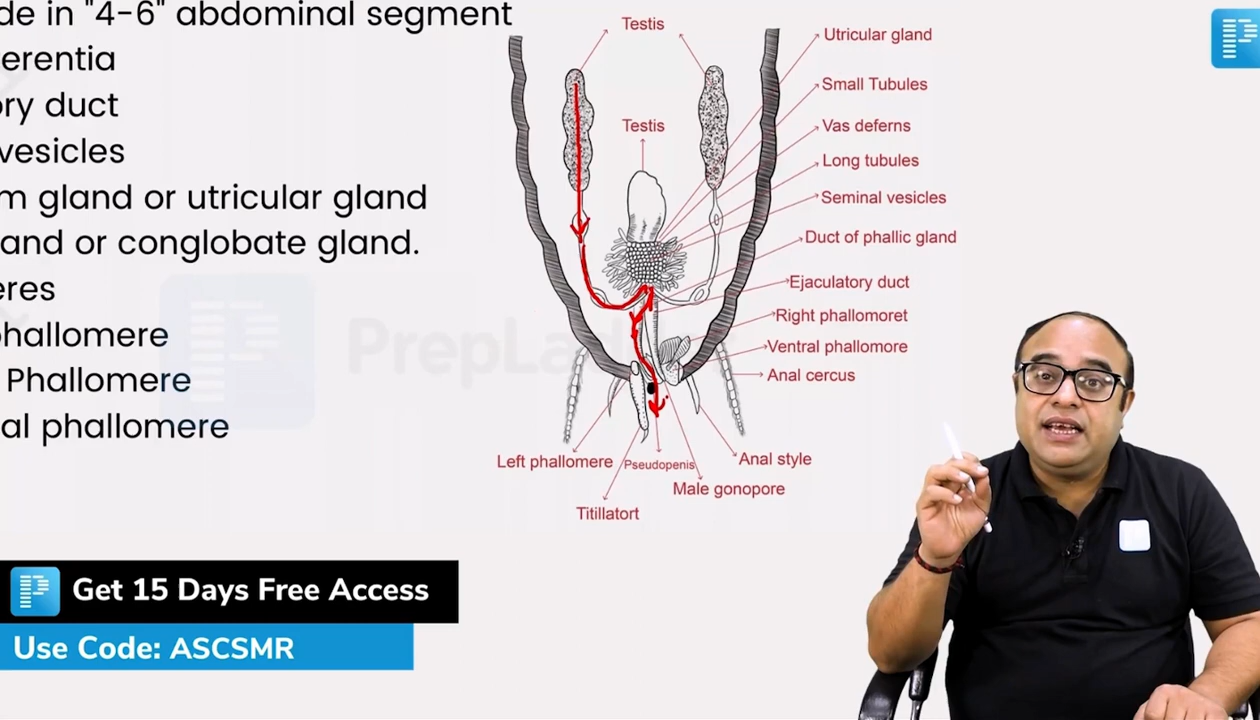 de in "4-6" abdominal segment
erentia
ory duct
vesicles
m gland or utricular gland
and or conglobate gland.
eres
hallomere
Phallomere
al phallomere
Testis
Testis
Utricular gland
Small Tubules
Vas deferns
Long tubules
Seminal vesicles
Duct of phallic gland
Ejaculatory duct
Right phallomoret
Ventral phallomore
Anal cercus
Left phallomere
Pseudopenis
Anal style
Male gonopore
Titillatort
Get 15 Days Free Access
Use Code: ASCSMR